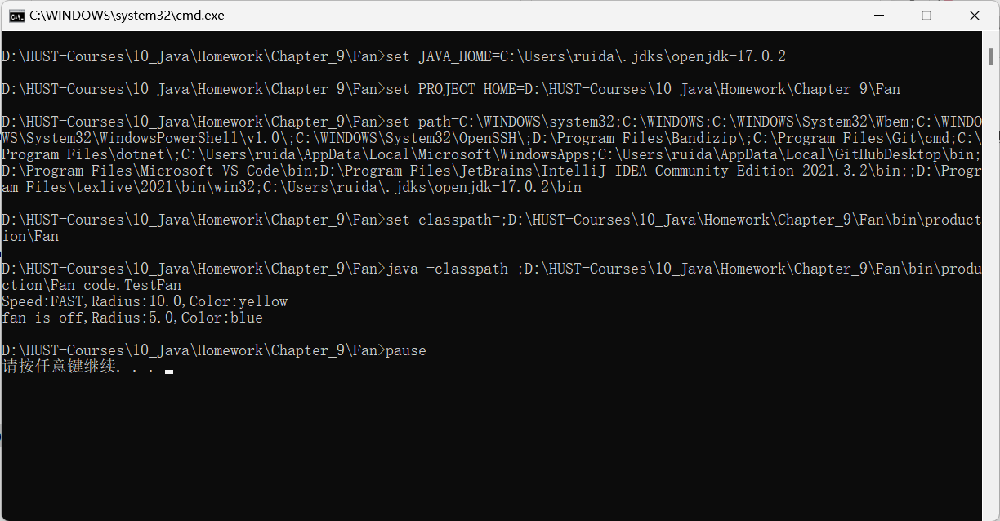 C:\WINDOWS\system32\cmd.exe
D:\HUST-Courses\10_Java\Homework\Chapter_9\Fan>set JAVA_HOME=C:\Users\ruida\.jdks\openjdk-17.0.2
D:\HUST-Courses\10_Java\Homework\Chapter_9\Fan>set PROJECT_HOME=D:\HUST-Courses\10_Java\Homework\Chapter_9\Fan
D:\HUST-Courses\10_Java\Homework\Chapter_9\Fan>set path=C:\WINDOWS\system32;C:\WINDOWS;C:\WINDOWS\System32\Wbem;C:\WINDO
WS\System32\WindowsPowerShell\v1.0\;C:\WINDOWS\System32\OpenSSH\;D:\Program Files\Bandizip\;C:\Program Files\Git\cmd;C:\
Program Files\dotnet\;C:\Users\ruida\AppData\Local\Microsoft\WindowsApps;C:\Users\ruida\AppData\Local\GitHubDesktop\bin;
D:\Program Files\Microsoft VS Code\bin;D:\Program Files\JetBrains\IntelliJ IDEA Community Edition 2021.3.2\bin;;D:\Progr
am Files\texlive\2021\bin\win32;C:\Users\ruida\.jdks\openjdk-17.0.2\bin
D:\HUST-Courses\10_Java\Homework\Chapter_9\Fan>set classpath=;D:\HUST-Courses\10_Java\Homework\Chapter_9\Fan\bin\product
ion\Fan
D:\HUST-Courses\10_Java\Homework\Chapter_9\Fan>java -classpath ;D:\HUST-Courses\10_Java\Homework\Chapter_9\Fan\bin\produ
ction\Fan code.TestFan
Speed:FAST,Radius:10.0,Color:yellow
fan is off,Radius:5.0,Color:blue
D:\HUST-Courses\10_Java\Homework\Chapter_9\Fan>pause
请按任意键继续. . .